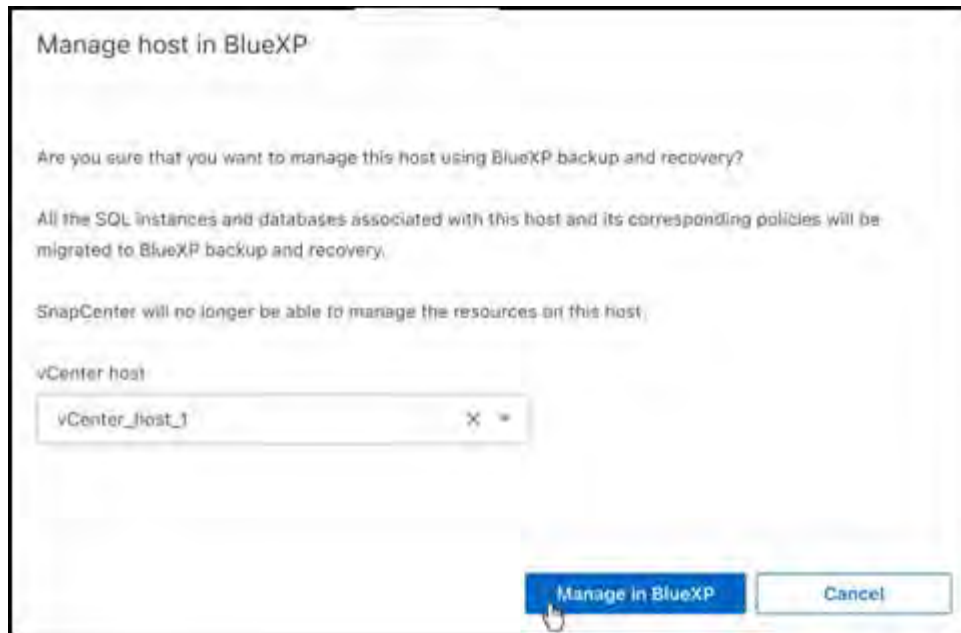 Manage host in BlueXP
Are you sure that you want to manage this host using BlueXP backup and recovery?
All the SQL instances and databases associated with this host and its corresponding policies will be
migrated to BlueXP backup and recovery.
SnapCenter will no longer be able to manage the resources on this host.
vCenter host
vCenter_host_1
Manage in BlueXP
Cancel